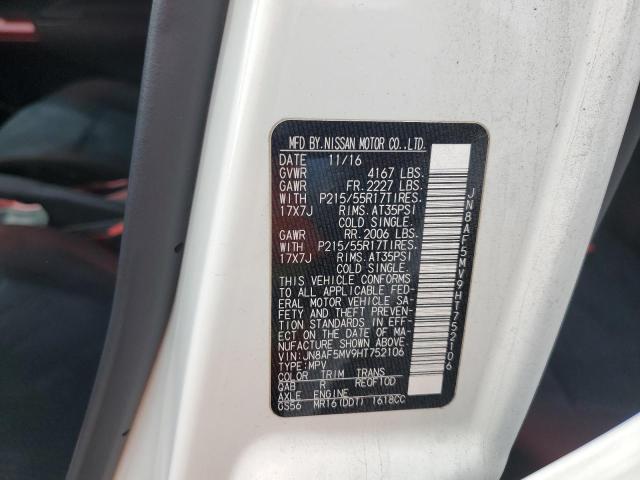 MFD BY.NISSAN MOTOR CO.,LTD.
DATE 11/16
GVWR 4167 LBS.
GAWR FR. 2227 LBS.
WITH P215/55R17TIRES.
17X7J RIMS. AT35PSI
COLD SINGLE.
GAWR RR. 2006 LBS.
WITH P215/55R17TIRES.
17X7J RIMS. AT35PSI
COLD SINGLE.
THIS VEHICLE CONFORMS
TO ALL APPLICABLE FED-
ERAL MOTOR VEHICLE SA-
FETY AND THEFT PREVEN-
TION STANDARDS IN EFF-
ECT ON THE DATE OF MA-
NUFACTURE SHOWN ABOVE.
VIN:JN8AF5MV9HT752106
TYPE:MPV
COLOR TRIM TRANS
QAB R RE0F10D
AXLE ENGINE
GS56 MR16(DDT) 1618CC
JN8AF5MV9HT752106